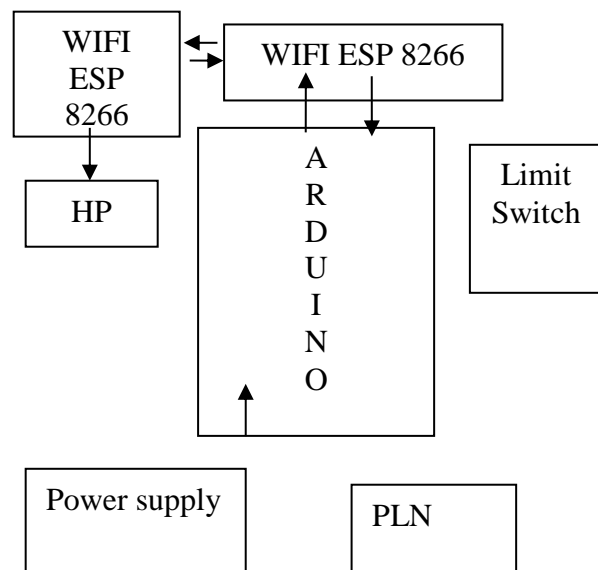 WIFI
ESP
8266
WIFI ESP 8266
HP
A
R
D
U
I
N
O
Limit
Switch
Power supply
PLN